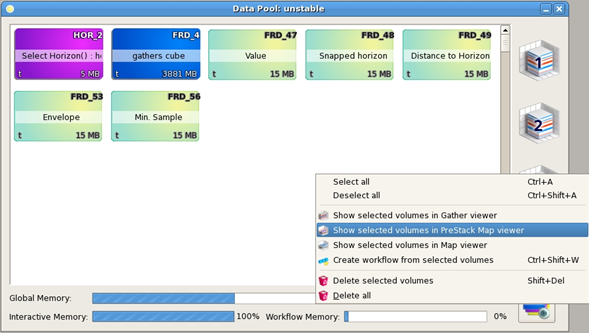 Data Pool: unstable
HOR_2
Select Horizon() : h
5 MB
FRD_4
gathers cube
3881 MB
FRD_47
Value
t 15 MB
FRD_48
Snapped horizon
t 15 MB
FRD_49
Distance to Horizon
t 15 MB
1
FRD_53
Envelope
t 15 MB
FRD_56
Min. Sample
t 15 MB
2
Select all Ctrl+A
Deselect all Ctrl+Shift+A
Show selected volumes in Gather viewer
Show selected volumes in PreStack Map viewer
Show selected volumes in Map viewer
Create workflow from selected volumes Ctrl+Shift+W
Delete selected volumes Shift+Del
Delete all
Global Memory:
Interactive Memory: 100% Workflow Memory: 0%